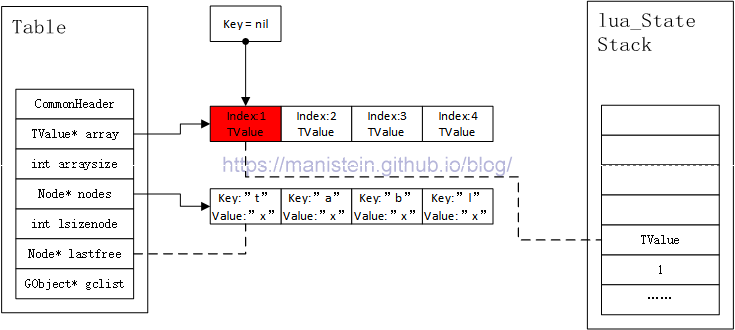 Table
CommonHeader
TValue* array
int arraysize
Node* nodes
int lsizenode
Node* lastfree
GObject* gclist
Key = nil
Index:1
TValue
Index:2
TValue
Index:3
TValue
Index:4
TValue
https://manistein.github.io/blog/
Key:”t”
Value:”x”
Key:”a”
Value:”x”
Key:”b”
Value:”x”
Key:”l”
Value:”x”
lua_State
Stack
TValue
1
……